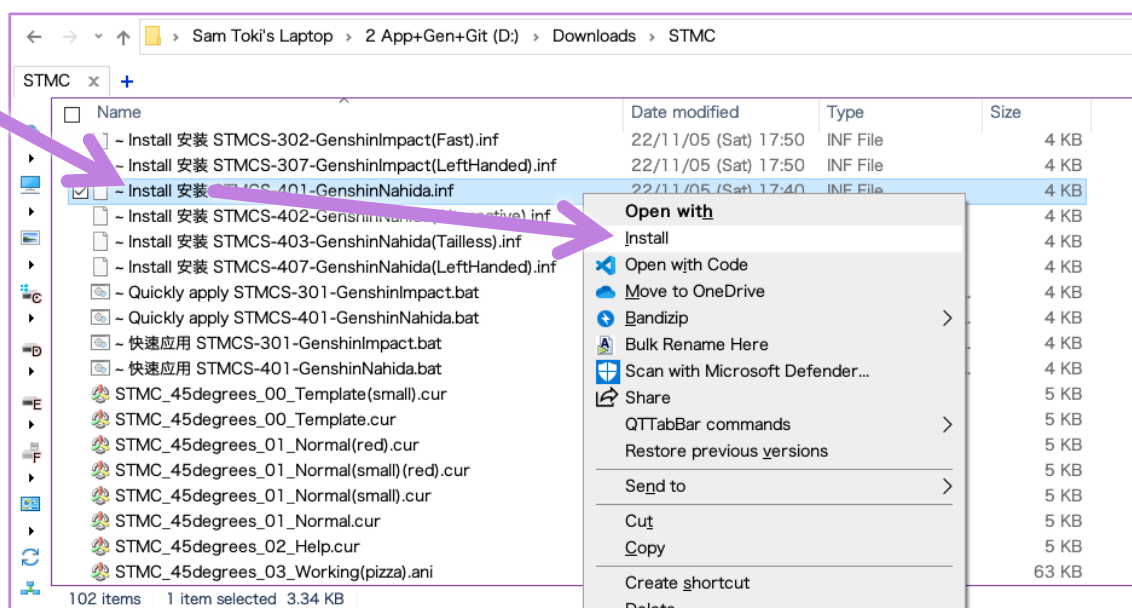 Sam Toki's Laptop > 2 App+Gen+Git (D:) > Downloads > STMC
STMC x +
Name Date modified Type Size
~ Install 安装 STMCS-302-GenshinImpact(Fast).inf 22/11/05 (Sat) 17:50 INF File 4 KB
~ Install 安装 STMCS-307-GenshinImpact(LeftHanded).inf 22/11/05 (Sat) 17:50 INF File 4 KB
~ Install 安装 STMCS-401-GenshinNahida.inf 22/11/05 (Sat) 17:40 INF File 4 KB
~ Install 安装 STMCS-402- .inf 4 KB
~ Install 安装 STMCS-403-GenshinNahida(Tailless).inf 4 KB
~ Install 安装 STMCS-407-GenshinNahida(LeftHanded).inf 4 KB
~ Quickly apply STMCS-301-GenshinImpact.bat 4 KB
~ Quickly apply STMCS-401-GenshinNahida.bat 4 KB
~ 快速应用 STMCS-301-GenshinImpact.bat 4 KB
~ 快速应用 STMCS-401-GenshinNahida.bat 4 KB
STMC_45degrees_00_Template(small).cur 5 KB
STMC_45degrees_00_Template.cur 5 KB
STMC_45degrees_01_Normal(red).cur 5 KB
STMC_45degrees_01_Normal(small)(red).cur 5 KB
STMC_45degrees_01_Normal(small).cur 5 KB
STMC_45degrees_01_Normal.cur 5 KB
STMC_45degrees_02_Help.cur 5 KB
STMC_45degrees_03_Working(pizza).ani 63 KB
102 items 1 item selected 3.34 KB
C
D
E
F
Open with
Install
Open with Code
Move to OneDrive
Bandizip
Bulk Rename Here
Scan with Microsoft Defender...
Share
QTTabBar commands
Restore previous versions
Send to
Cut
Copy
Create shortcut
Delete